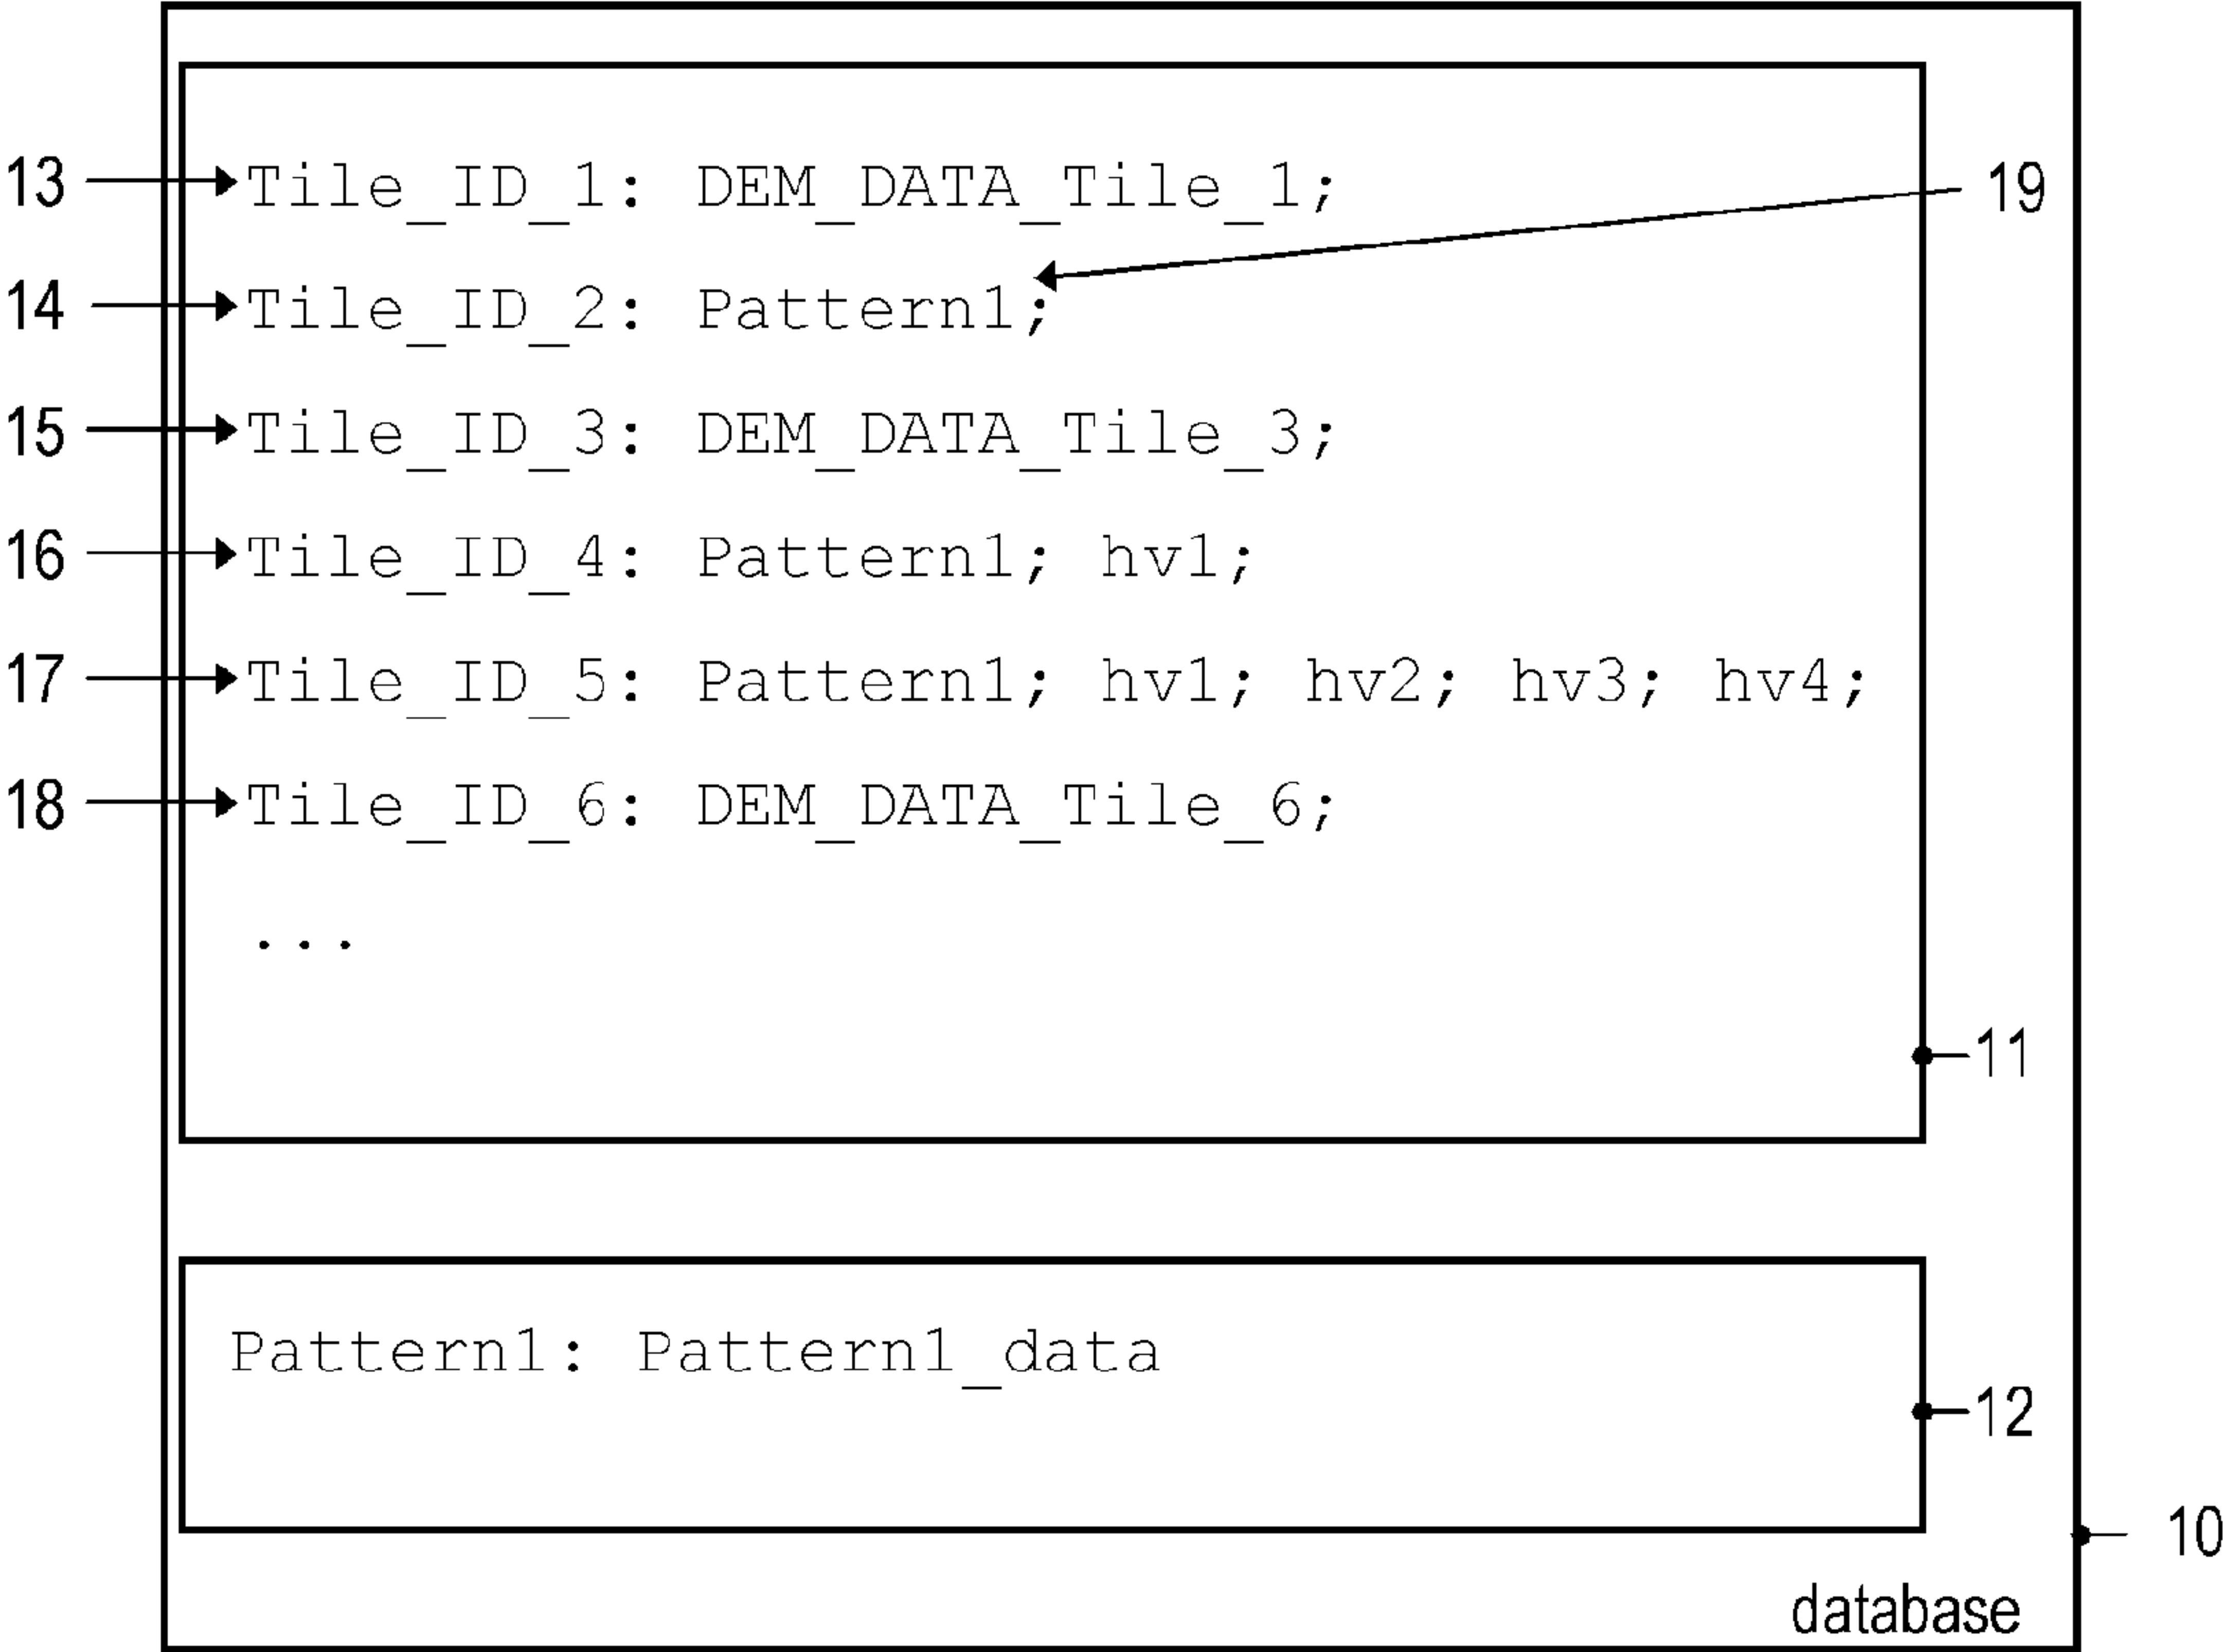 13 Tile_ID_1: DEM_DATA_Tile_1; 19
14 Tile_ID_2: Pattern1;
15 Tile_ID_3: DEM_DATA_Tile_3;
16 Tile_ID_4: Pattern1; hv1;
17 Tile_ID_5: Pattern1; hv1; hv2; hv3; hv4;
18 Tile_ID_6: DEM_DATA_Tile_6;
...
11
Pattern1: Pattern1_data
12
10
database